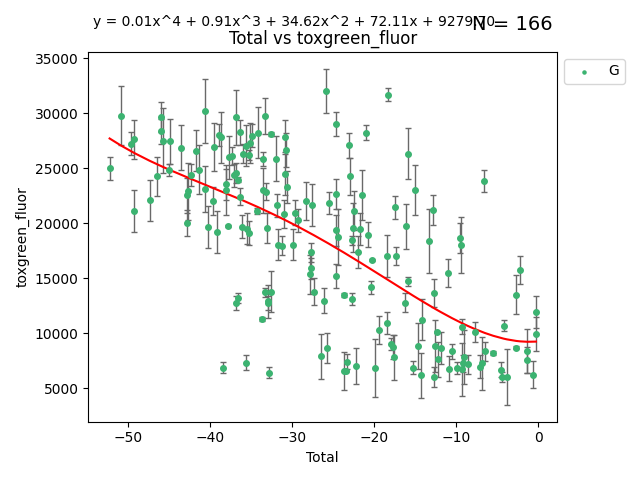 y = 0.01x^4 + 0.91x^3 + 34.62x^2 + 72.11x + 9279.70
N = 166
Total vs toxgreen_fluor
35000
30000
25000
20000
15000
10000
5000
toxgreen_fluor
−50
−40
−30
−20
−10
0
Total
G